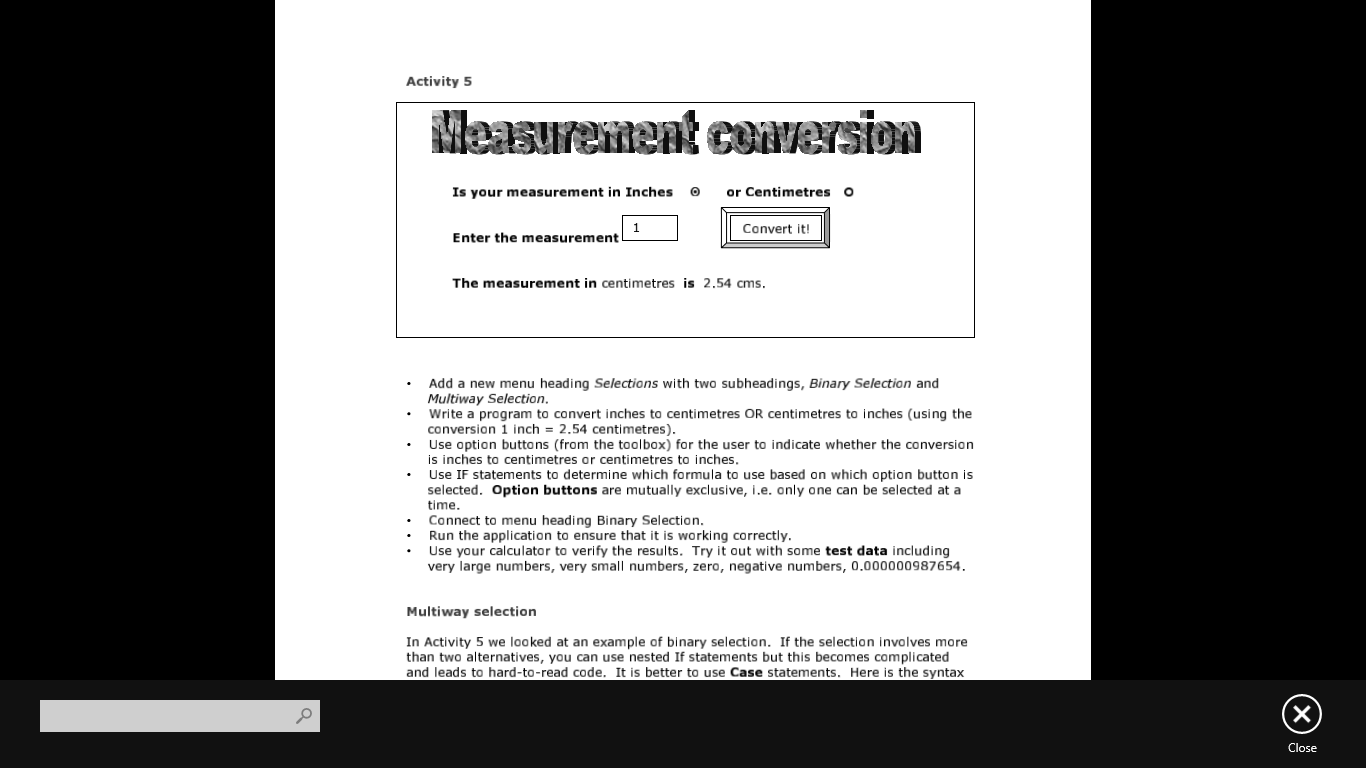 Activity 5
Measurement conversion
Is your measurement in Inches or Centimetres
Enter the measurement 1 Convert it!
The measurement in centimetres is 2.54 cms.
• Add a new menu heading Selections with two subheadings, Binary Selection and
Multiway Selection.
• Write a program to convert inches to centimetres OR centimetres to inches (using the
conversion 1 inch = 2.54 centimetres).
• Use option buttons (from the toolbox) for the user to indicate whether the conversion
is inches to centimetres or centimetres to inches.
• Use IF statements to determine which formula to use based on which option button is
selected. Option buttons are mutually exclusive, i.e. only one can be selected at a
time.
• Connect to menu heading Binary Selection.
• Run the application to ensure that it is working correctly.
• Use your calculator to verify the results. Try it out with some test data including
very large numbers, very small numbers, zero, negative numbers, 0.000000987654.
Multiway selection
In Activity 5 we looked at an example of binary selection. If the selection involves more
than two alternatives, you can use nested If statements but this becomes complicated
and leads to hard-to-read code. It is better to use Case statements. Here is the syntax
Close